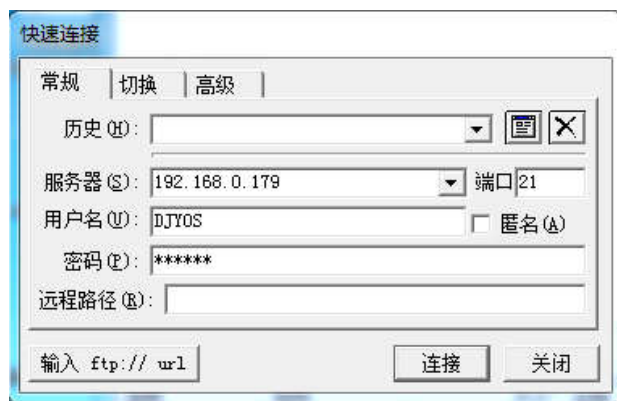 快速连接
常规 切换 高级
历史(H):
服务器(S): 192.168.0.179 端口 21
用户名(U): DJYOS 匿名(A)
密码(P): ******
远程路径(R):
输入 ftp:// url 连接 关闭